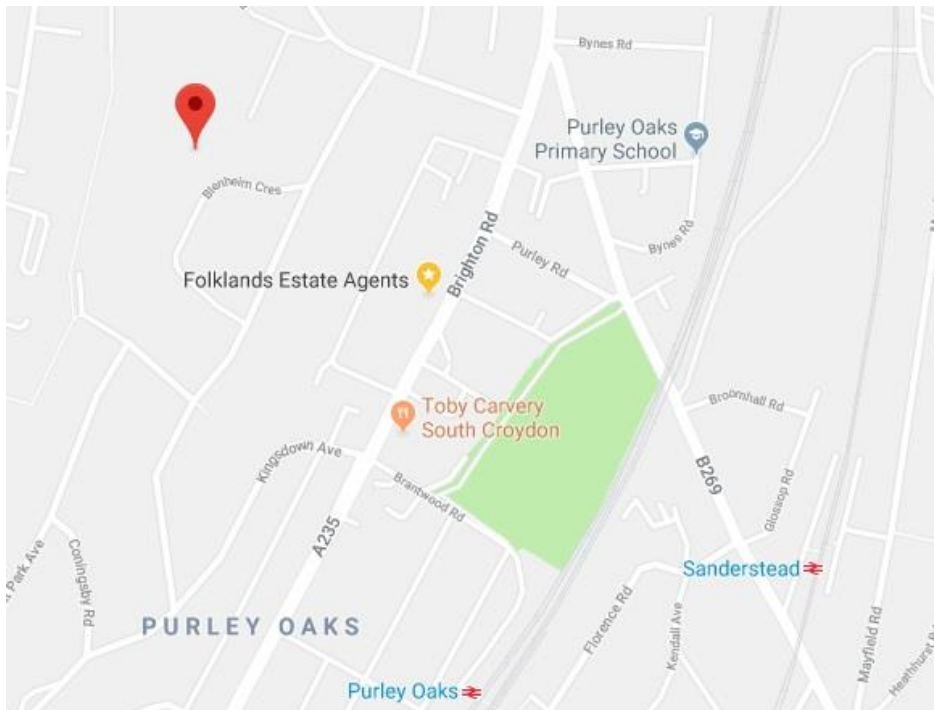 Bynes Rd
Purley Oaks
Primary School
Blenheim Cres
Brighton Rd
Purley Rd
Bynes Rd
Folklands Estate Agents
Toby Carvery
South Croydon
Broomhall Rd
Kingsdown Ave
Brantwood Rd
B269
Glossop Rd
A235
Park Ave
Coningsby Rd
Sanderstead
Florence Rd
Kendall Ave
Mayfield Rd
PURLEY OAKS
Heathhurst
Purley Oaks